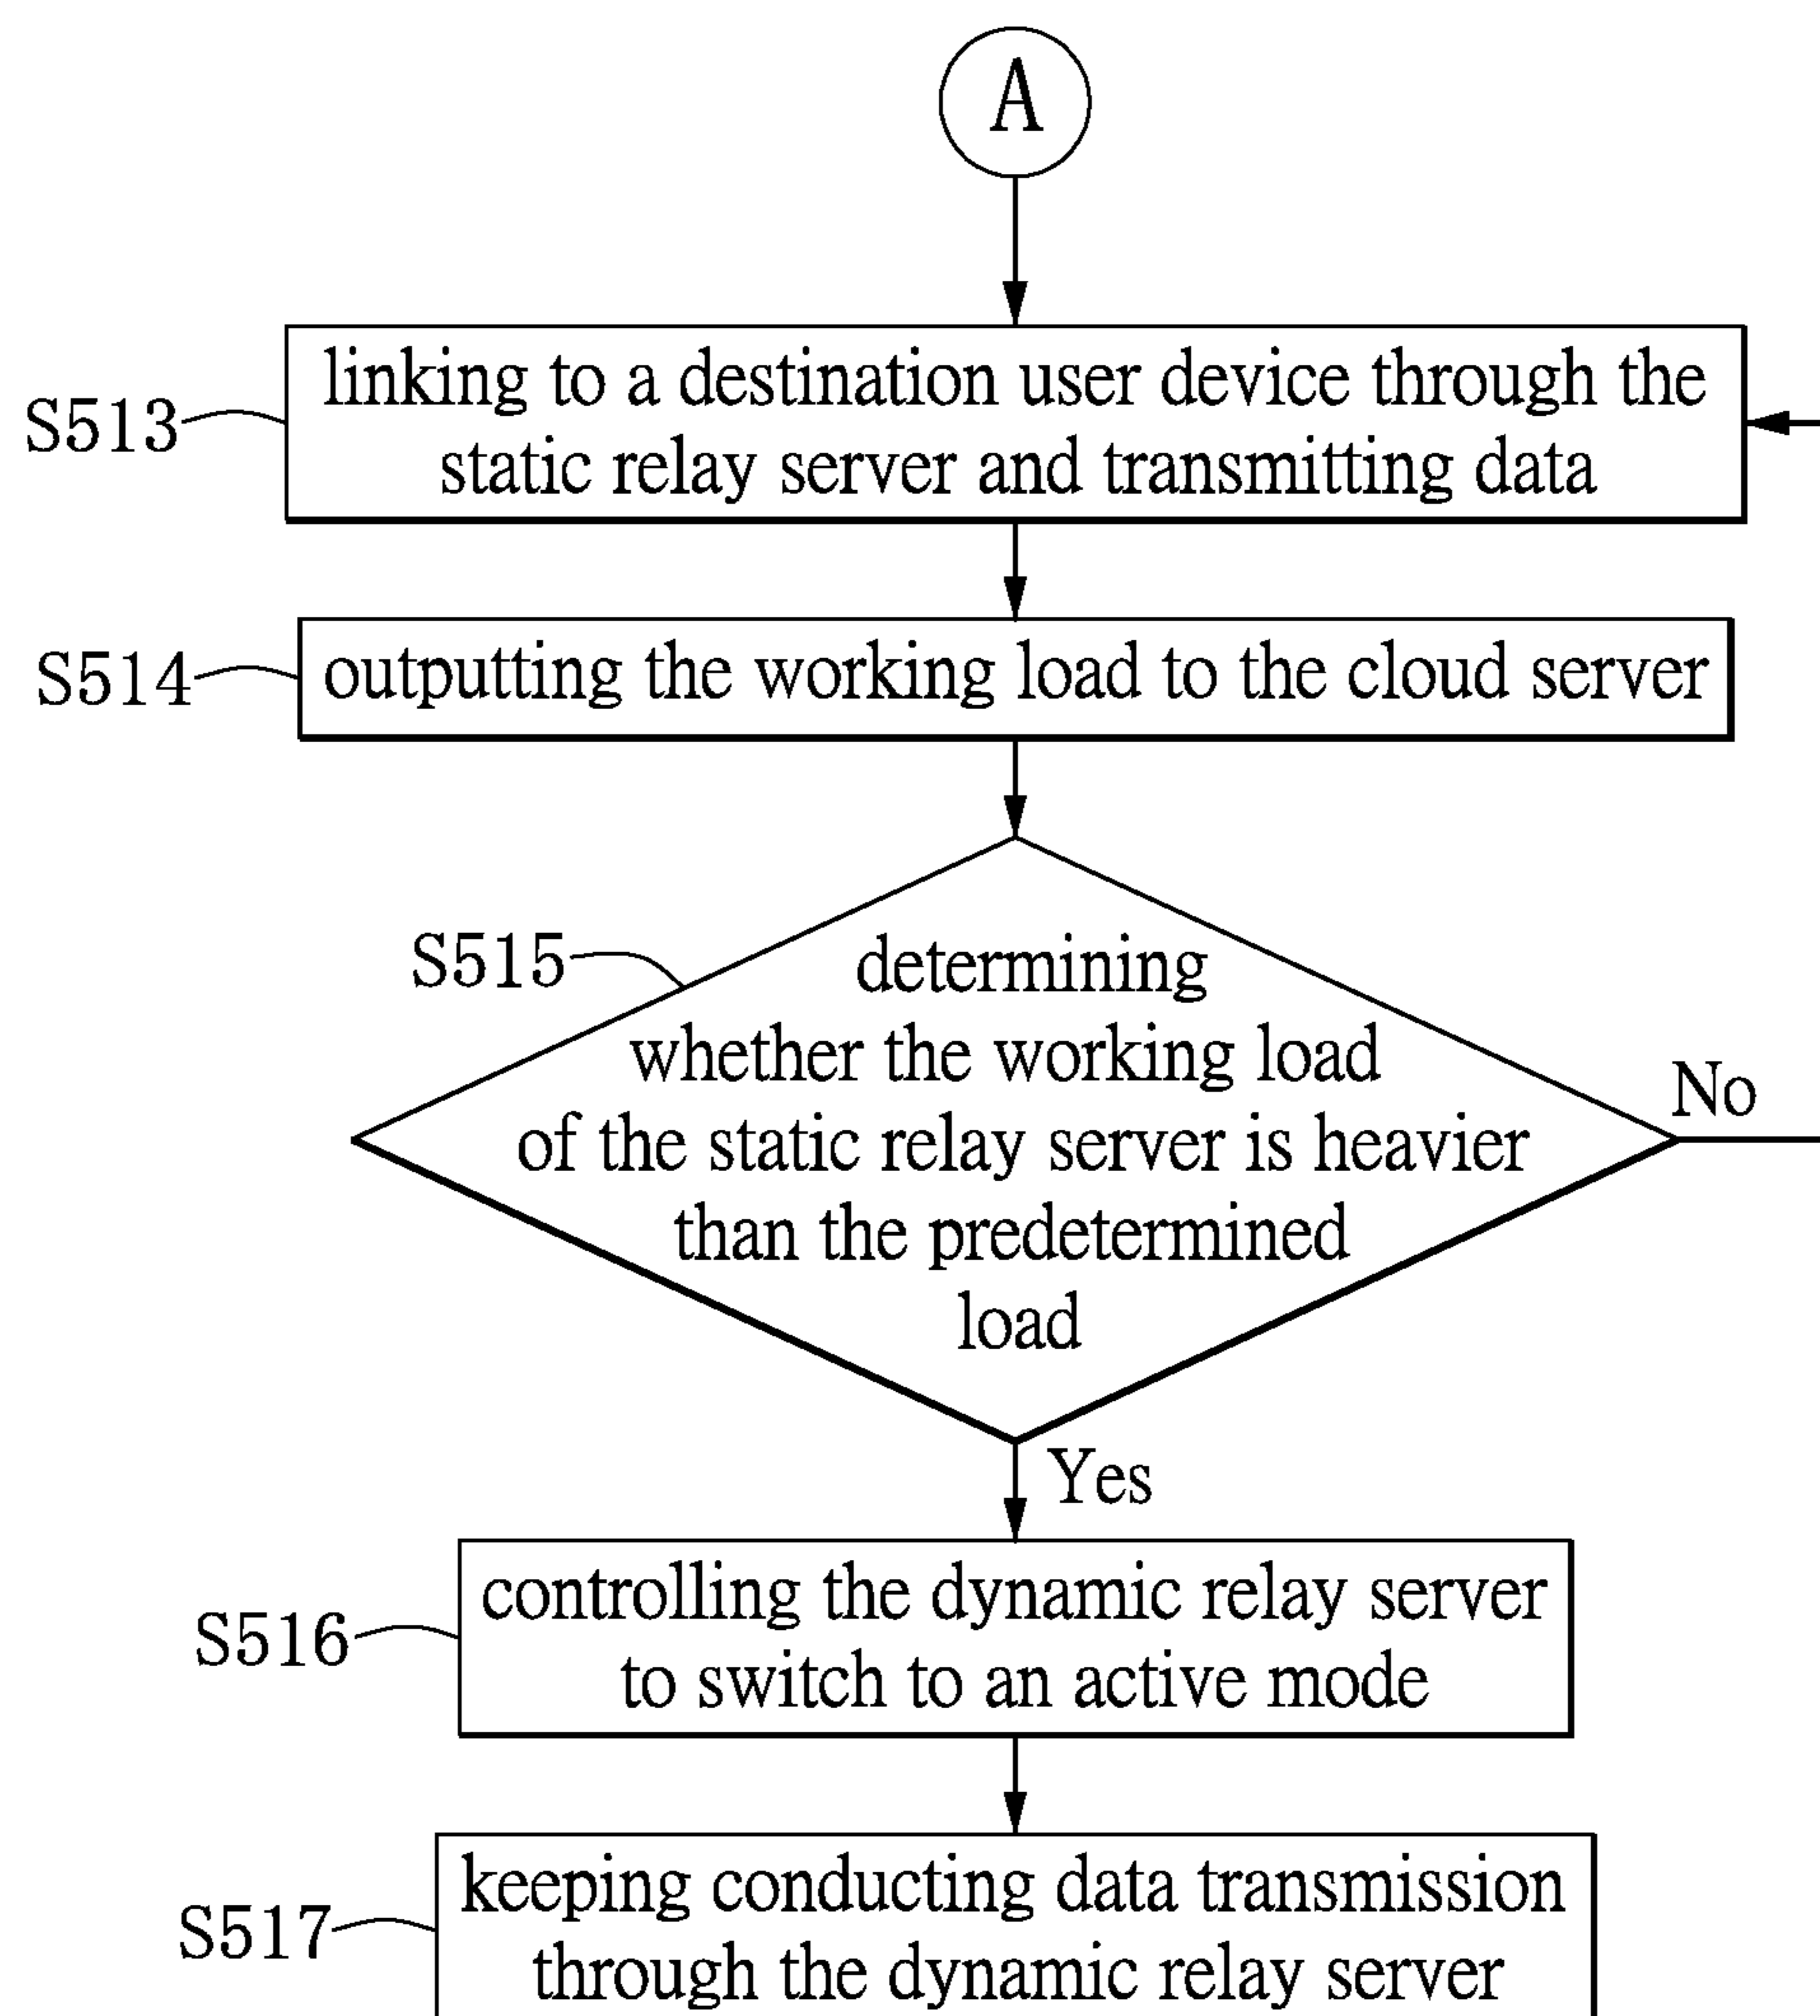 A
linking to a destination user device through the
static relay server and transmitting data
S513
outputting the working load to the cloud server
S514
S515
determining
whether the working load
of the static relay server is heavier
than the predetermined
load
No
Yes
controlling the dynamic relay server
to switch to an active mode
S516
keeping conducting data transmission
through the dynamic relay server
S517